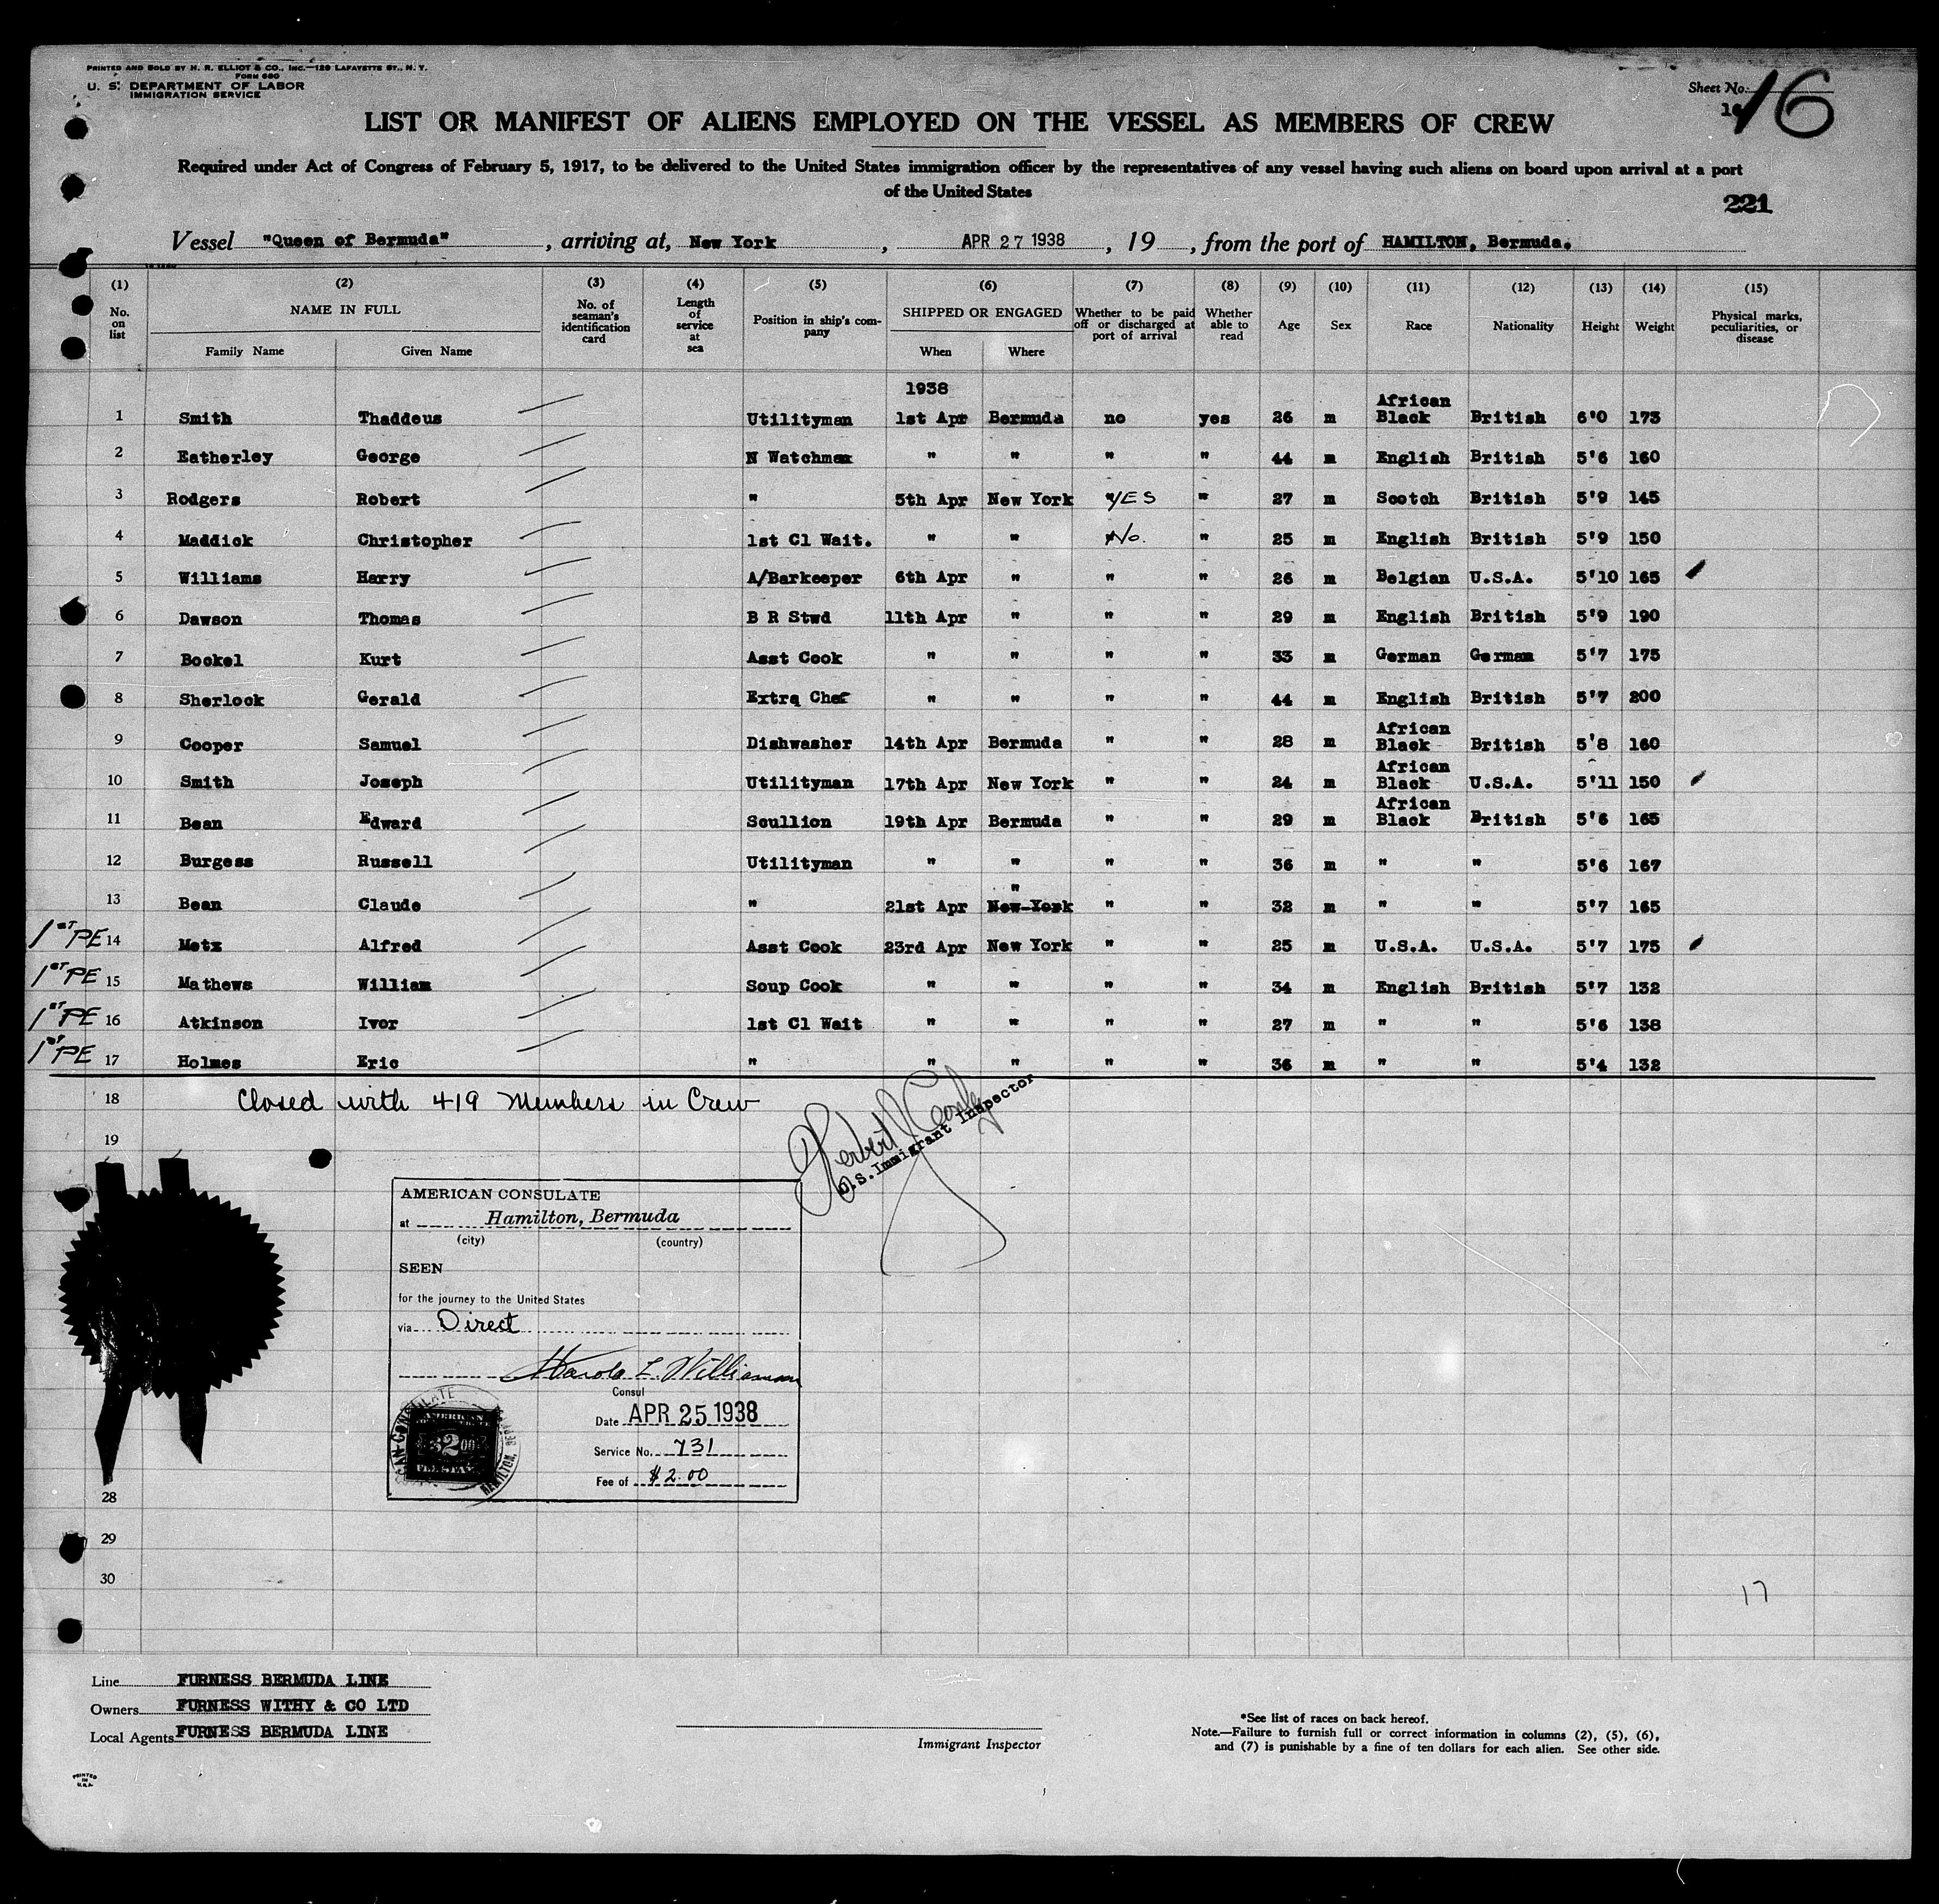 PRINTED AND SOLD BY H. R. ELLIOT & CO., INC.—129 LAFAYETTE ST., N. Y.
FORM 680
U. S. DEPARTMENT OF LABOR
IMMIGRATION SERVICE
Sheet No.
16
LIST OR MANIFEST OF ALIENS EMPLOYED ON THE VESSEL AS MEMBERS OF CREW
Required under Act of Congress of February 5, 1917, to be delivered to the United States immigration officer by the representatives of any vessel having such aliens on board upon arrival at a port
of the United States
221
Vessel "Queen of Bermuda", arriving at, New York, APR 27 1938, 19, from the port of HAMILTON, Bermuda.
(1) (2) (3) (4) (5) (6) (7) (8) (9) (10) (11) (12) (13) (14) (15)
No. on list NAME IN FULL Family Name Given Name No. of seaman's identification card Length of service at sea Position in ship's company SHIPPED OR ENGAGED When Where Whether to be paid off or discharged at port of arrival Whether able to read Age Sex Race Nationality Height Weight Physical marks, peculiarities, or disease
1938
1 Smith Thaddeus Utilityman 1st Apr Bermuda no yes 26 m African Black British 6'0 173
2 Eatherley George N Watchman " " " " 44 m English British 5'6 160
3 Rodgers Robert " 5th Apr New York YES " 27 m Scotch British 5'9 145
4 Maddick Christopher 1st Cl Wait. " " No. " 25 m English British 5'9 150
5 Williams Harry A/Barkeeper 6th Apr " " " 26 m Belgian U.S.A. 5'10 165
6 Dawson Thomas B R Stwd 11th Apr " " " 29 m English British 5'9 190
7 Bockel Kurt Asst Cook " " " " 33 m German German 5'7 175
8 Sherlock Gerald Extra Chef " " " " 44 m English British 5'7 200
9 Cooper Samuel Dishwasher 14th Apr Bermuda " " 28 m African Black British 5'8 160
10 Smith Joseph Utilityman 17th Apr New York " " 24 m African Black U.S.A. 5'11 150
11 Bean Edward Scullion 19th Apr Bermuda " " 29 m African Black British 5'6 165
12 Burgess Russell Utilityman " " " " 36 m " " 5'6 167
13 Bean Claude " 21st Apr " New York " " 32 m " " 5'7 165
1ST PE 14 Metz Alfred Asst Cook 23rd Apr New York " " 25 m U.S.A. U.S.A. 5'7 175
1ST PE 15 Mathews William Soup Cook " " " " 34 m English British 5'7 132
1ST PE 16 Atkinson Ivor 1st Cl Wait " " " " 27 m " " 5'6 138
1ST PE 17 Holmes Eric " " " " " 36 m " " 5'4 132
18 Closed with 419 Members in Crew
U.S. Immigrant Inspector
19
AMERICAN CONSULATE
at Hamilton, Bermuda
(city) (country)
SEEN
for the journey to the United States
via Direct
Harold L. Williamson
Consul
Date APR 25 1938
Service No. 731
Fee of $2.00
28
29
30
17
Line FURNESS BERMUDA LINE
Owners FURNESS WITHY & CO LTD
Local Agents FURNESS BERMUDA LINE
Immigrant Inspector
*See list of races on back hereof.
Note.—Failure to furnish full or correct information in columns (2), (5), (6),
and (7) is punishable by a fine of ten dollars for each alien. See other side.
PRINTED
IN
U.S.A.